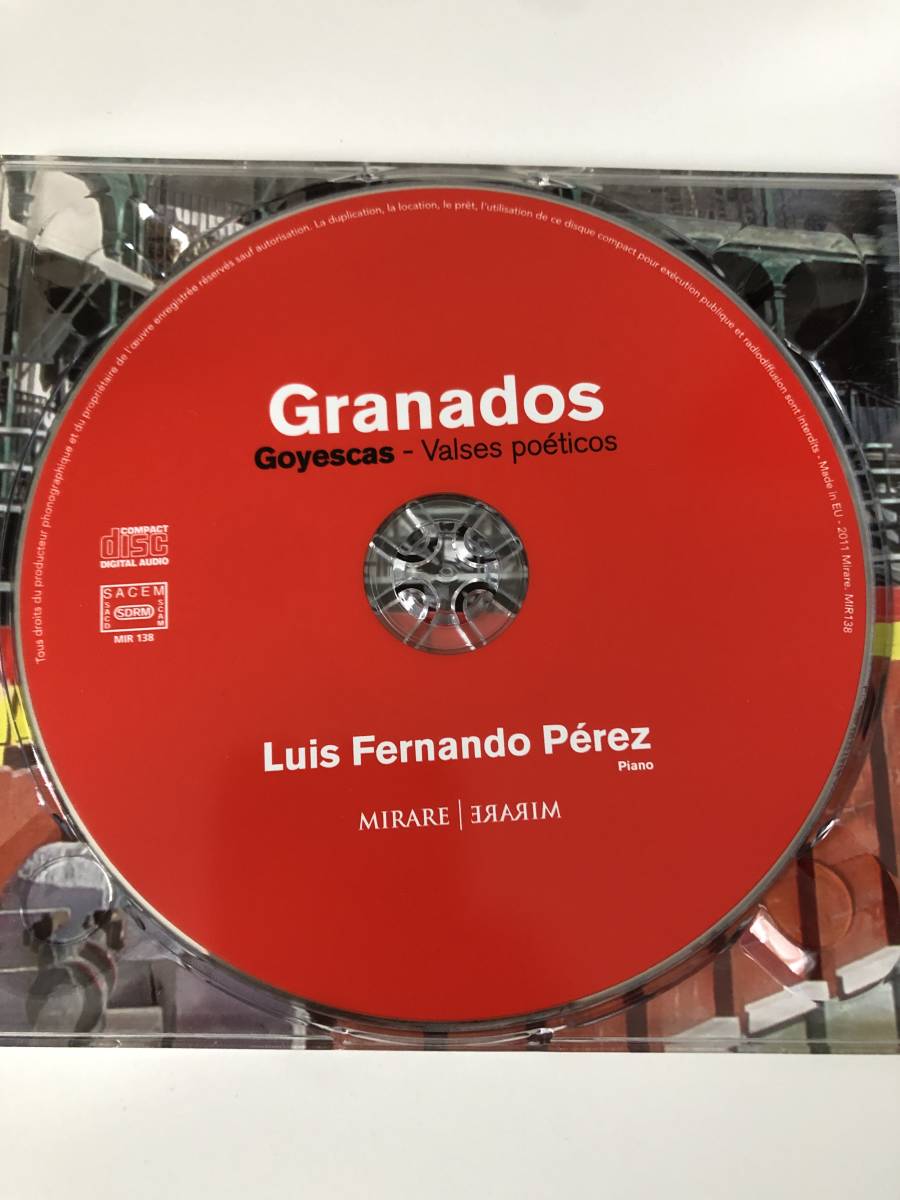 Tous droits du producteur phonographique et du propriétaire de l'œuvre enregistrée réservés sauf autorisation. La duplication, la location, le prêt, l'utilisation de ce disque compact pour exécution publique et radiodiffusion sont interdits - Made in EU - 2011 Mirare. MIR138
Granados
Goyescas - Valses poéticos
COMPACT
disc
DIGITAL AUDIO
SACEM
SACD
SDRM
SCAM
MIR 138
Luis Fernando Pérez
Piano
MIRARE | ƎЯAЯIM